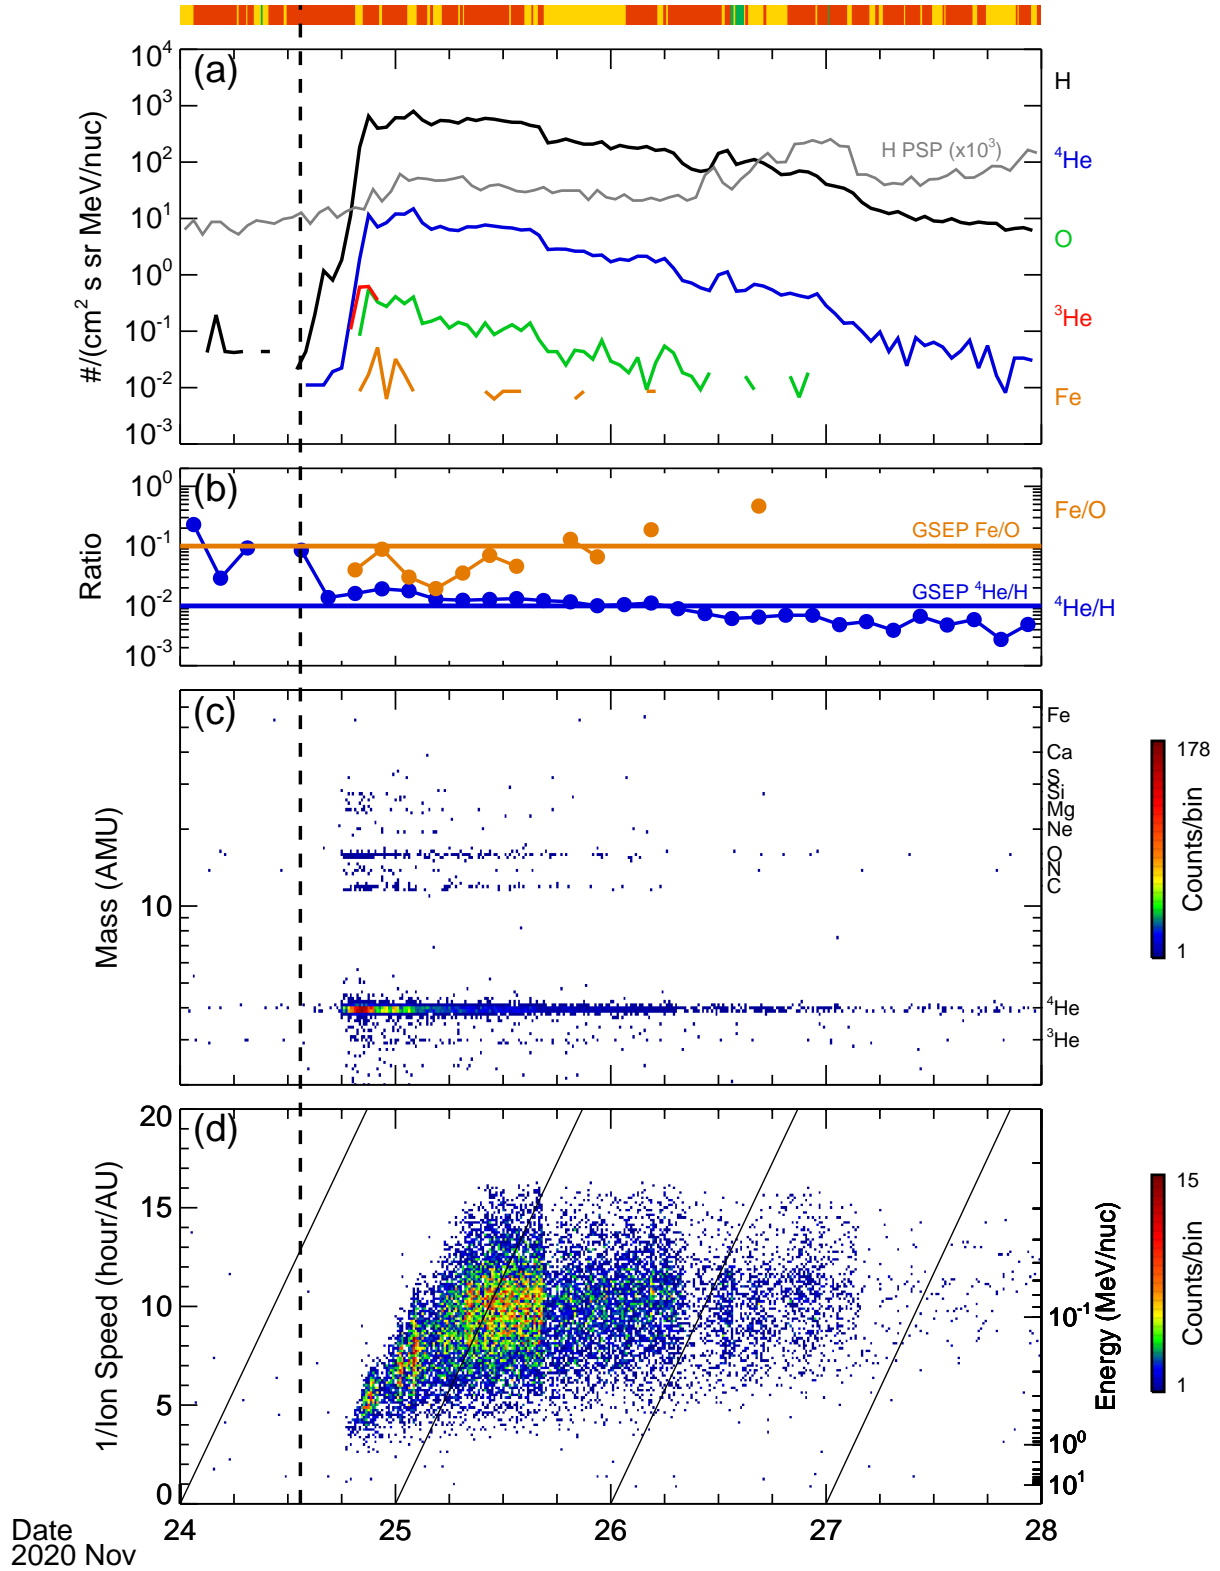 (a)
10^4
10^3
10^2
10^1
10^0
10^-1
10^-2
10^-3
#/(cm^2 s sr MeV/nuc)
H PSP (x10^3)
H
^4He
O
^3He
Fe
(b)
10^0
10^-1
10^-2
10^-3
Ratio
GSEP Fe/O
GSEP ^4He/H
Fe/O
^4He/H
(c)
10
Mass (AMU)
Fe
Ca
S
Si
Mg
Ne
O
N
C
^4He
^3He
178
1
Counts/bin
(d)
20
15
10
5
0
1/Ion Speed (hour/AU)
10^-1
10^0
10^1
Energy (MeV/nuc)
15
1
Counts/bin
24 25 26 27 28
Date
2020 Nov